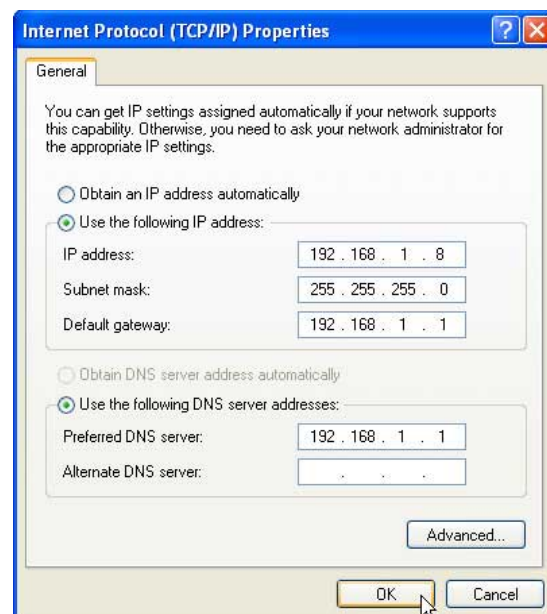 Internet Protocol (TCP/IP) Properties
General
You can get IP settings assigned automatically if your network supports
this capability. Otherwise, you need to ask your network administrator for
the appropriate IP settings.
Obtain an IP address automatically
Use the following IP address:
IP address: 192 . 168 . 1 . 8
Subnet mask: 255 . 255 . 255 . 0
Default gateway: 192 . 168 . 1 . 1
Obtain DNS server address automatically
Use the following DNS server addresses:
Preferred DNS server: 192 . 168 . 1 . 1
Alternate DNS server: . . .
Advanced...
OK Cancel